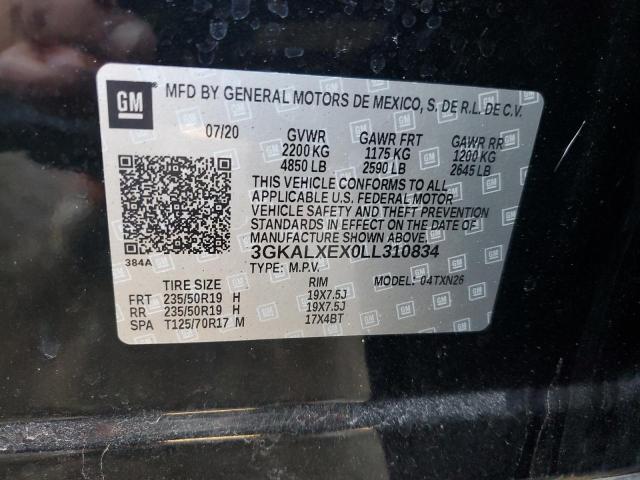 GM MFD BY GENERAL MOTORS DE MEXICO, S. DE R.L. DE C.V.
07/20 GVWR GAWR FRT GAWR RR
2200 KG 1175 KG 1200 KG
4850 LB 2590 LB 2645 LB
THIS VEHICLE CONFORMS TO ALL
APPLICABLE U.S. FEDERAL MOTOR
VEHICLE SAFETY AND THEFT PREVENTION
STANDARDS IN EFFECT ON THE DATE OF
MANUFACTURE SHOWN ABOVE.
384A 3GKALXEX0LL310834
TYPE: M.P.V. MODEL: 04TXN26
TIRE SIZE RIM
FRT 235/50R19 H 19X7.5J
RR 235/50R19 H 19X7.5J
SPA T125/70R17 M 17X4BT